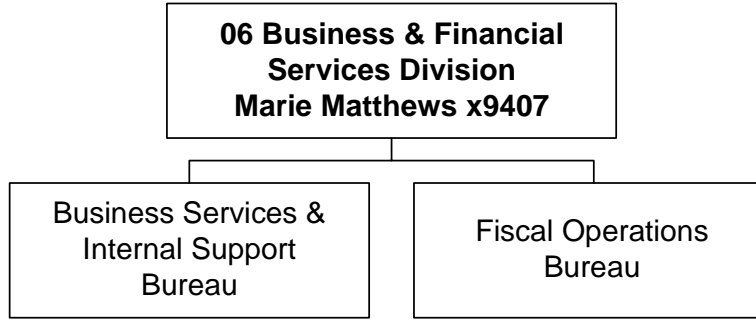 06 Business & Financial
Services Division
Marie Matthews x9407
Business Services &
Internal Support
Bureau
Fiscal Operations
Bureau